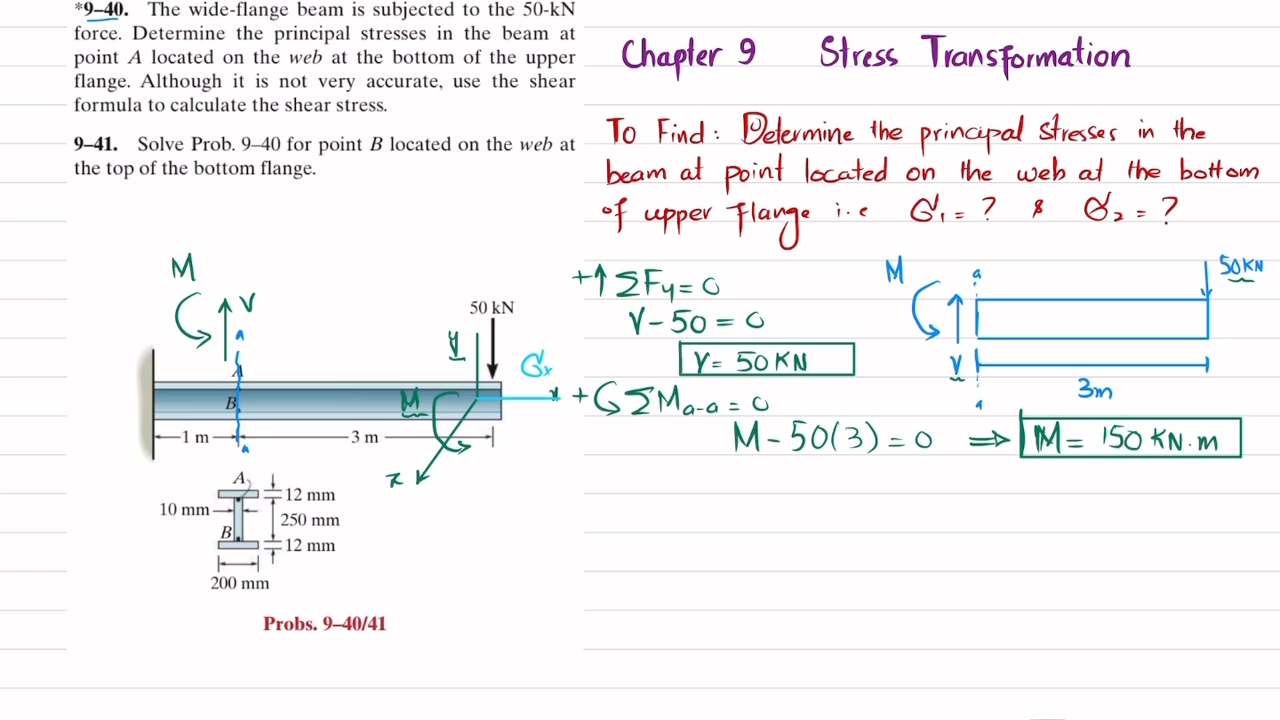 *9–40. The wide-flange beam is subjected to the 50-kN
force. Determine the principal stresses in the beam at
point A located on the web at the bottom of the upper
flange. Although it is not very accurate, use the shear
formula to calculate the shear stress.
9–41. Solve Prob. 9–40 for point B located on the web at
the top of the bottom flange.
Chapter 9 Stress Transformation
To Find: Determine the principal stresses in the
beam at point located on the web at the bottom
of upper flange i.e σ₁ = ? & σ₂ = ?
M
V
a
A
B
a
50 kN
y
σx
x
M
z
1 m
3 m
A
10 mm
B
12 mm
250 mm
12 mm
200 mm
Probs. 9–40/41
+↑ ΣFy = 0
V – 50 = 0
V = 50 KN
+ ΣMa-a = 0
M – 50(3) = 0 ⇒ M = 150 KN·m
M
a
50KN
V
3m
a